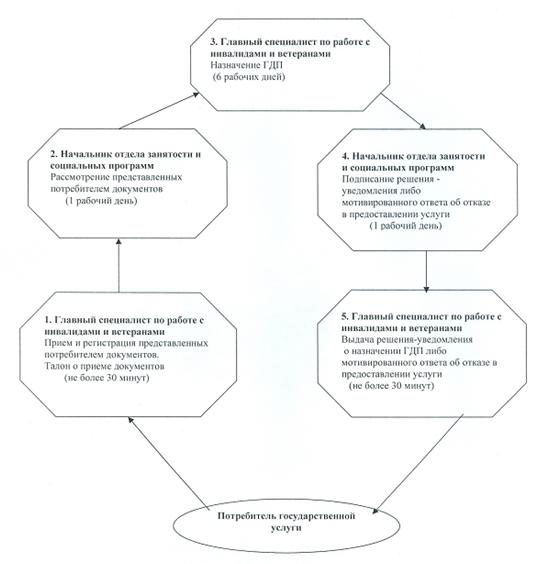 3. Главный специалист по работе с
инвалидами и ветеранами
Назначение ГДП
(6 рабочих дней)
2. Начальник отдела занятости и
социальных программ
Рассмотрение представленных
потребителем документов
(1 рабочий день)
4. Начальник отдела занятости
и социальных программ
Подписание решения -
уведомления либо
мотивированного ответа об отказе
в предоставлении услуги
(1 рабочий день)
1. Главный специалист по работе с
инвалидами и ветеранами
Прием и регистрация представленных
потребителем документов.
Талон о приеме документов
(не более 30 минут)
5. Главный специалист по работе с
инвалидами и ветеранами
Выдача решения-уведомления
о назначении ГДП либо
мотивированного ответа об отказе в
предоставлении услуги
(не более 30 минут)
Потребитель государственной
услуги